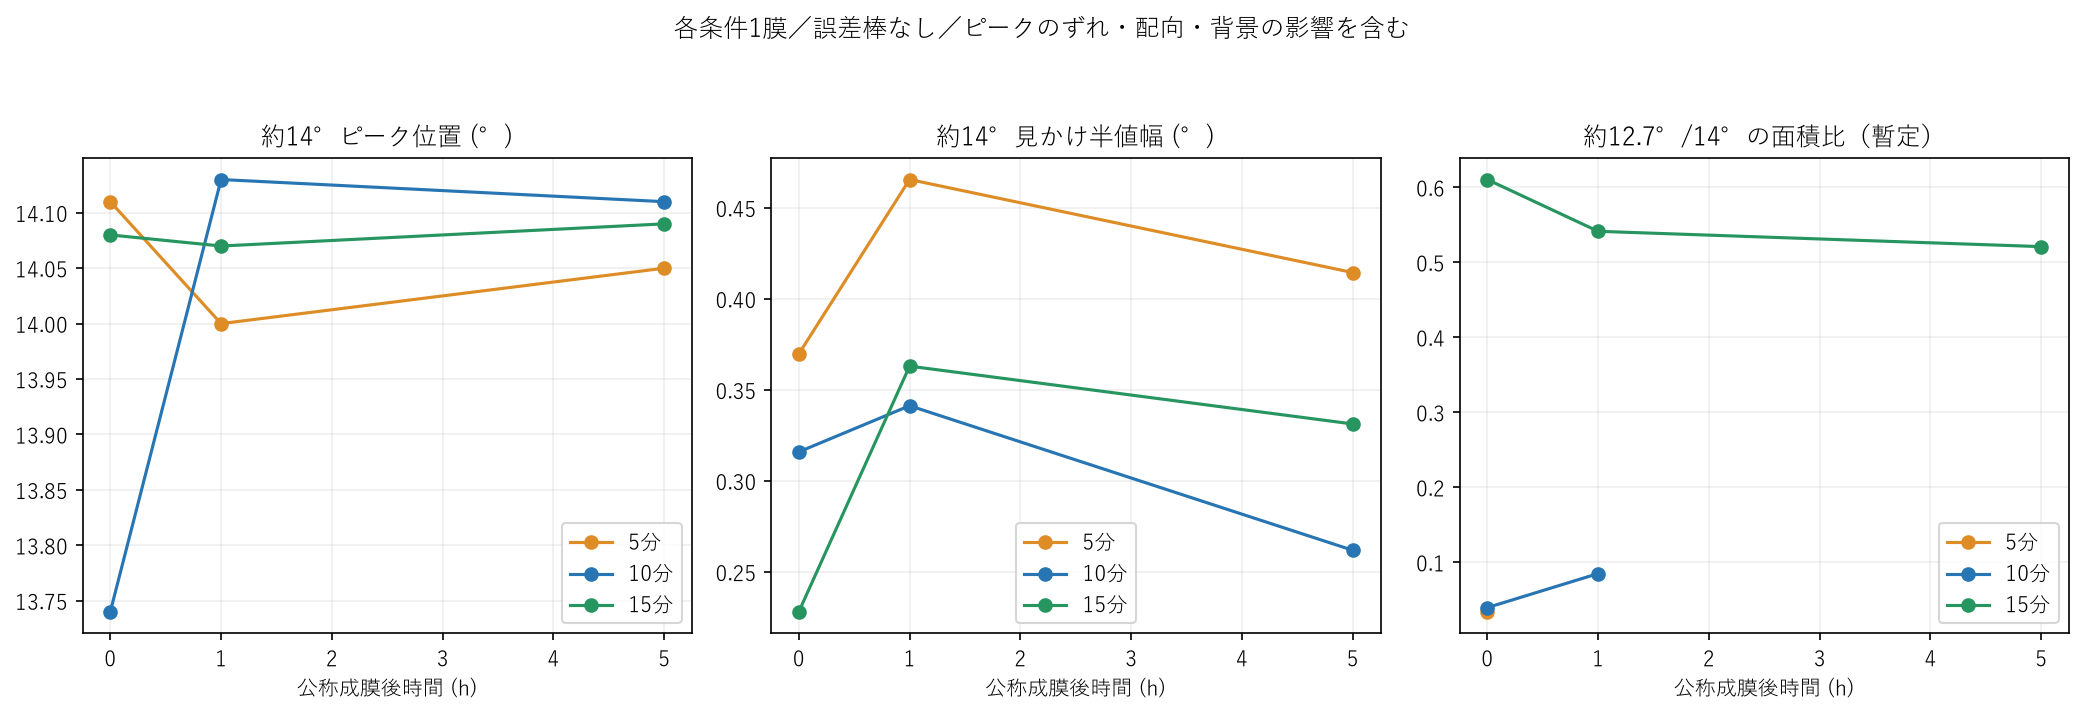 各条件1膜／誤差棒なし／ピークのずれ・配向・背景の影響を含む
約14°ピーク位置 (°)
14.10
14.05
14.00
13.95
13.90
13.85
13.80
13.75
0 1 2 3 4 5
公称成膜後時間 (h)
5分
10分
15分
約14°見かけ半値幅 (°)
0.45
0.40
0.35
0.30
0.25
0 1 2 3 4 5
公称成膜後時間 (h)
5分
10分
15分
約12.7°/14°の面積比（暫定）
0.6
0.5
0.4
0.3
0.2
0.1
0 1 2 3 4 5
公称成膜後時間 (h)
5分
10分
15分